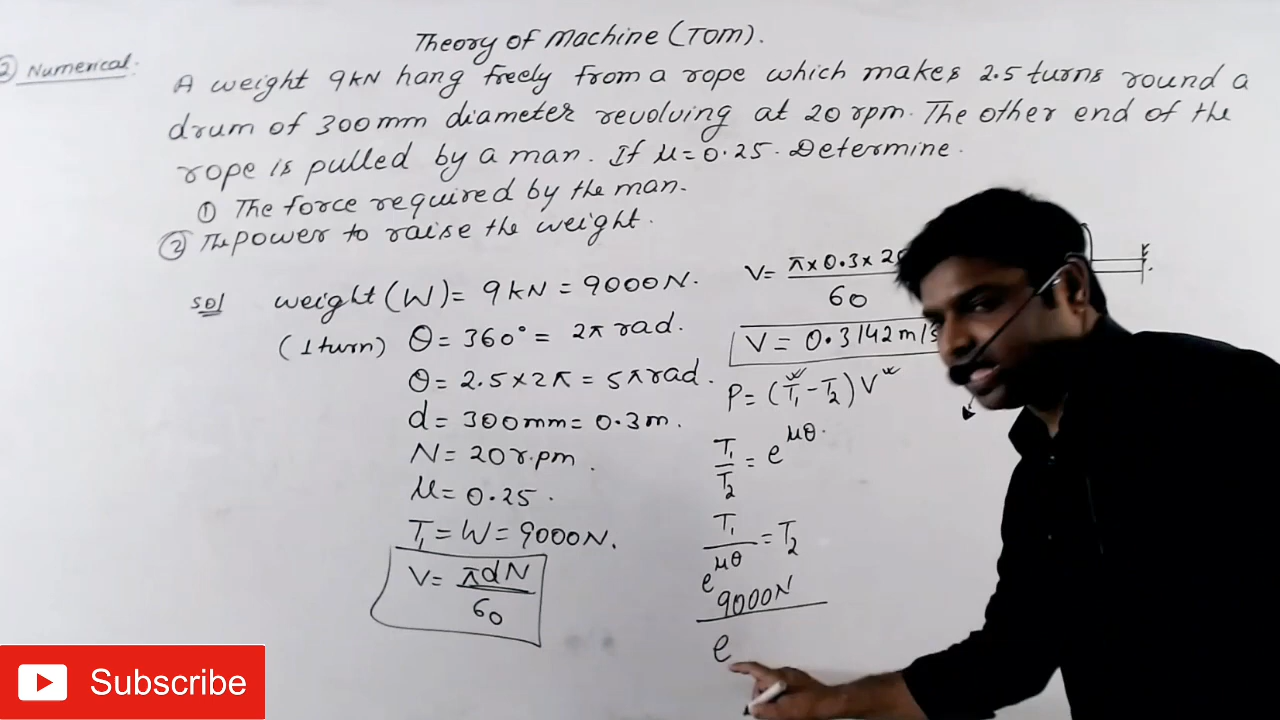 Theory of Machine (TOM).
② Numerical.
A weight 9kN hang freely from a rope which makes 2.5 turns round a
drum of 300mm diameter revolving at 20 rpm. The other end of the
rope is pulled by a man. If μ=0.25. Determine.
① The force required by the man.
② The power to raise the weight.
Sol weight (W) = 9kN = 9000N.
(1turn) θ = 360° = 2π rad.
θ = 2.5×2π = 5π rad.
d = 300mm = 0.3m.
N = 20 r.pm.
μ = 0.25.
T₁ = W = 9000N.
V = πdN / 60
V = π×0.3×2 / 60
V = 0.3142 m/s
P = (T₁ - T₂) V
T₁ / T₂ = e^μθ.
T₁ / e^μθ = T₂
9000N / e
Subscribe